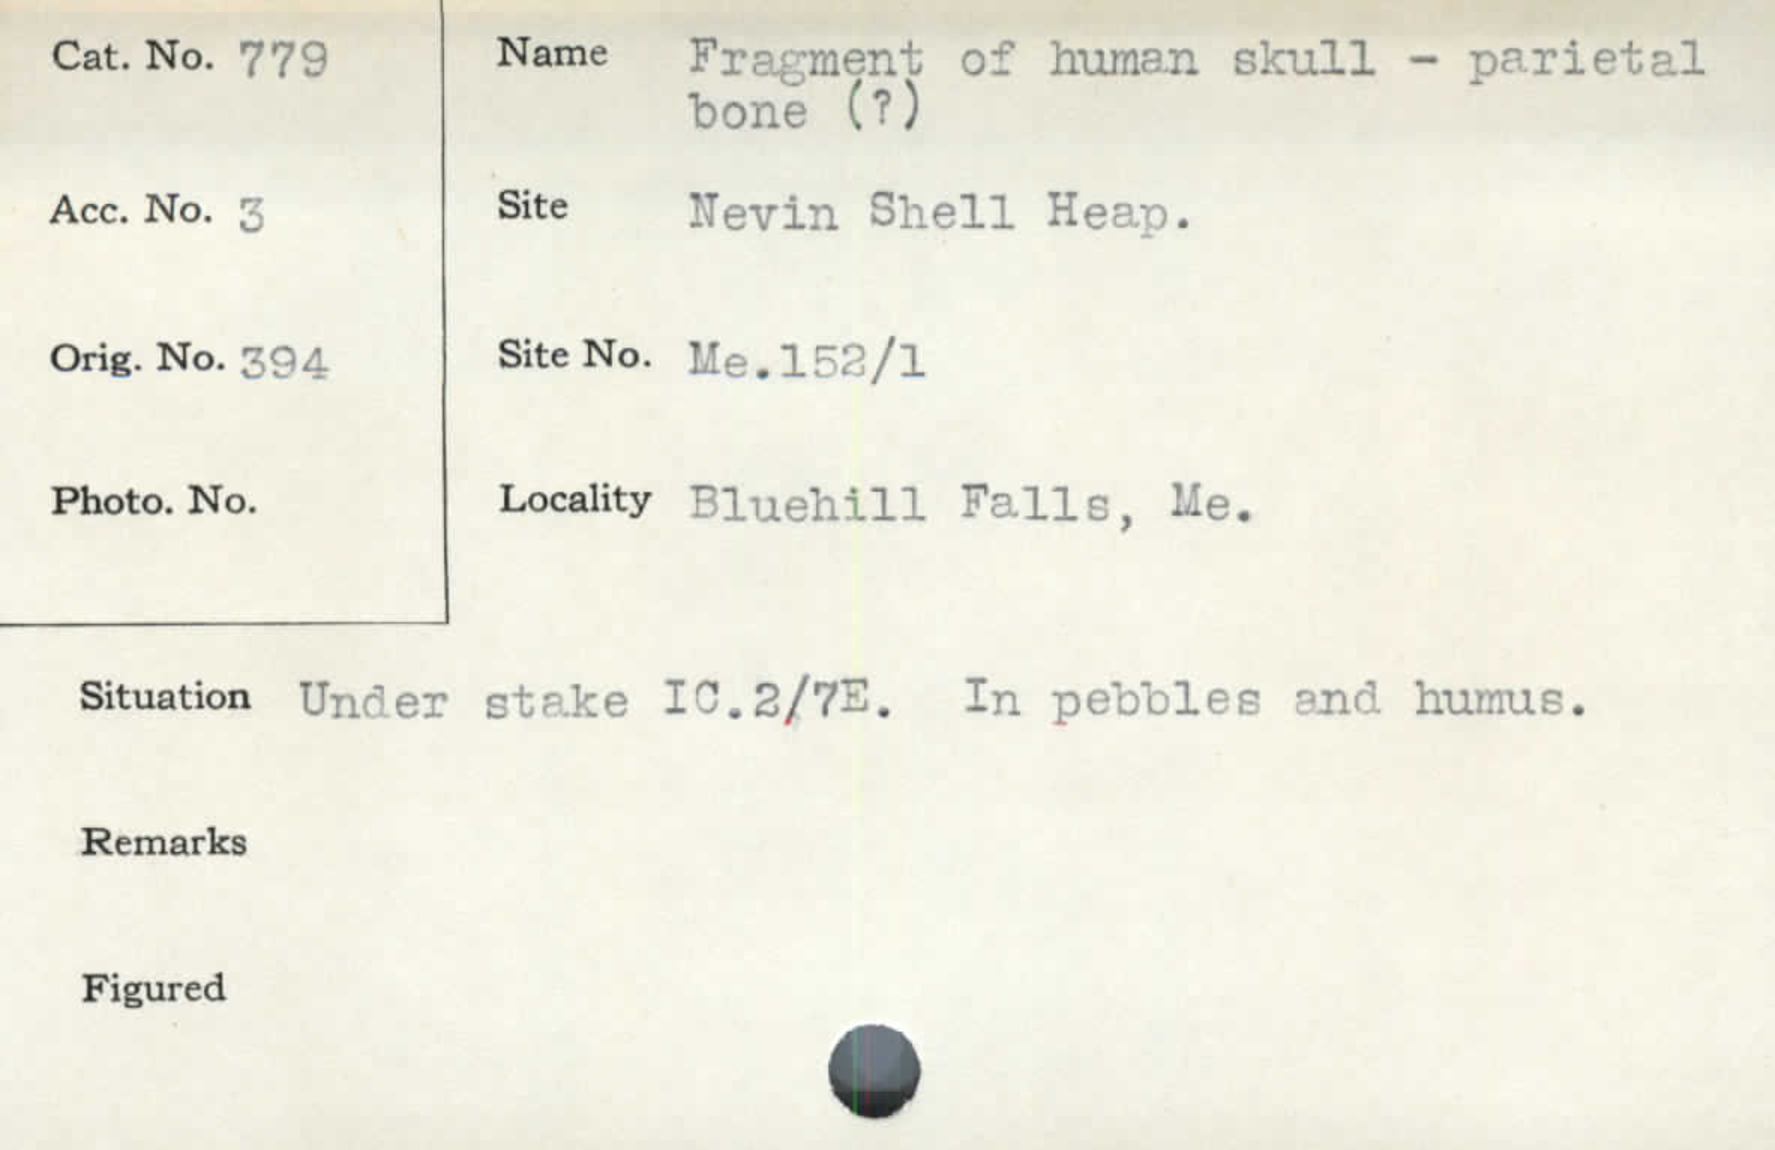 Cat. No. 779
Name Fragment of human skull - parietal
bone (?)
Acc. No. 3
Site Nevin Shell Heap.
Orig. No. 394
Site No. Me.152/1
Photo. No.
Locality Bluehill Falls, Me.
Situation Under stake IC.2/7E. In pebbles and humus.
Remarks
Figured